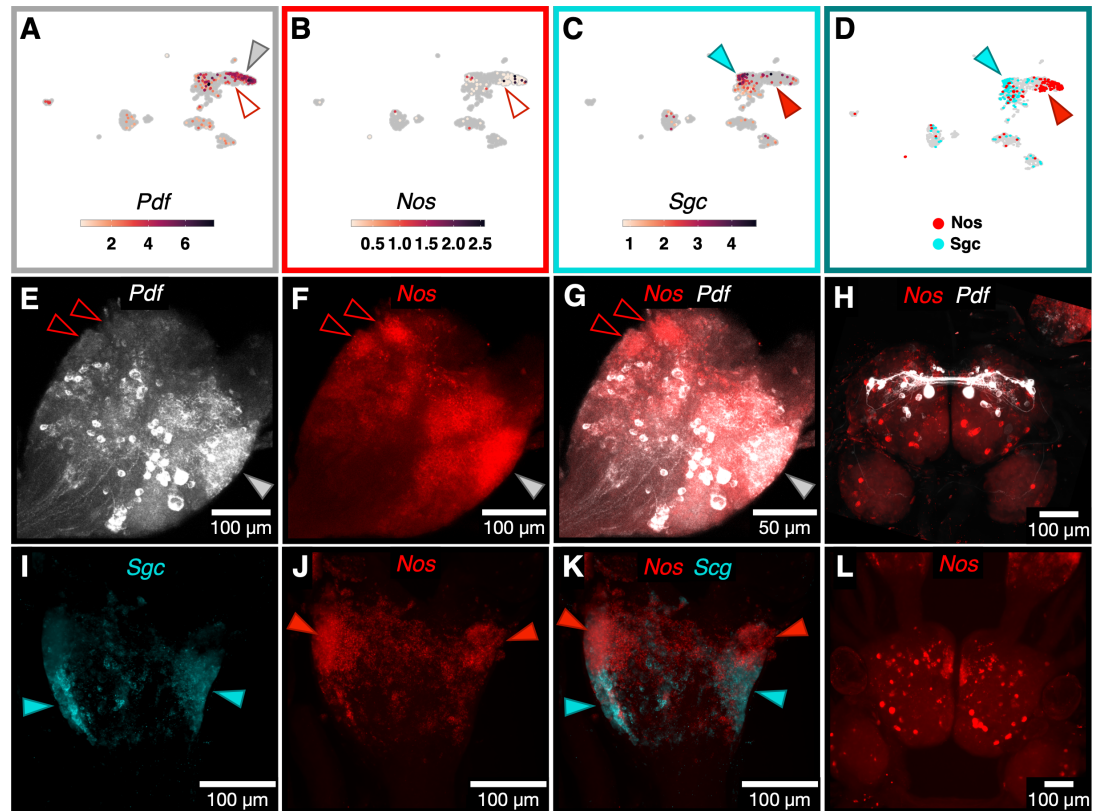 A
B
C
D
Pdf
2 4 6
Nos
0.5 1.0 1.5 2.0 2.5
Sgc
1 2 3 4
Nos
Sgc
E Pdf
100 µm
F Nos
100 µm
G Nos Pdf
50 µm
H Nos Pdf
100 µm
I Sgc
100 µm
J Nos
100 µm
K Nos Scg
100 µm
L Nos
100 µm